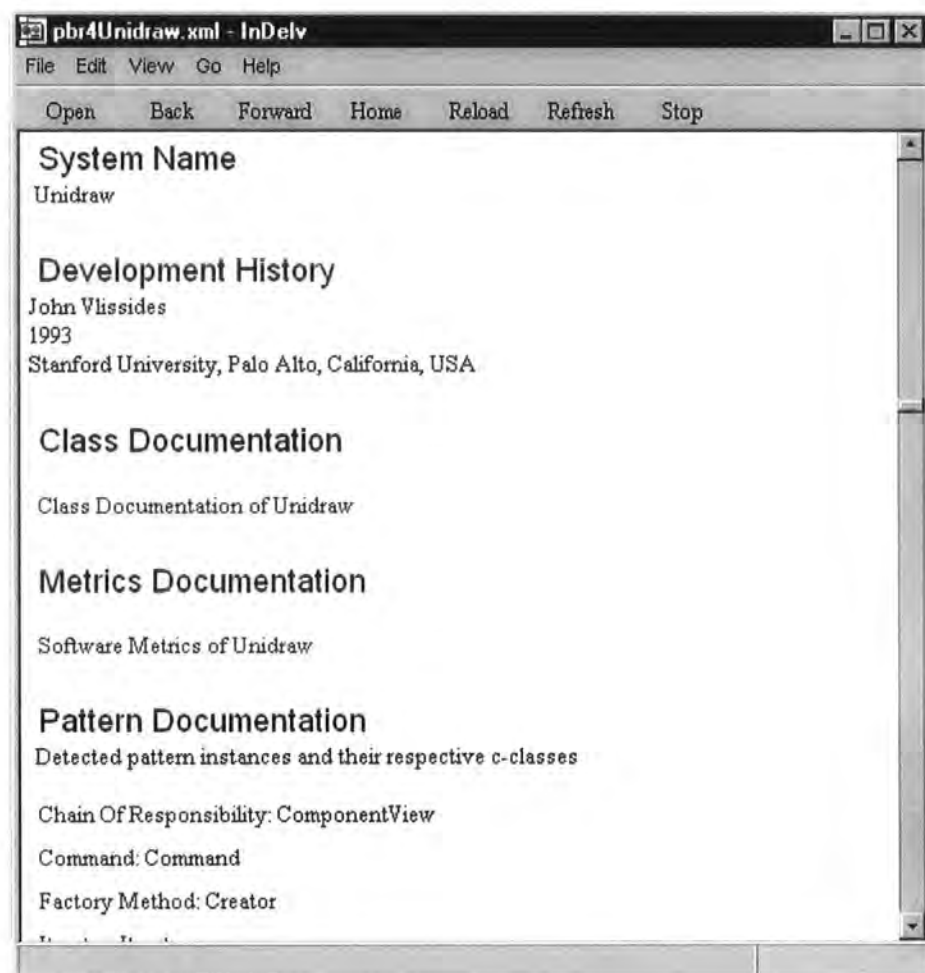 pbr4Unidraw.xml - InDelv
File Edit View Go Help
Open Back Forward Home Reload Refresh Stop
System Name
Unidraw
Development History
John Vlissides
1993
Stanford University, Palo Alto, California, USA
Class Documentation
Class Documentation of Unidraw
Metrics Documentation
Software Metrics of Unidraw
Pattern Documentation
Detected pattern instances and their respective c-classes
Chain Of Responsibility: ComponentView
Command: Command
Factory Method: Creator